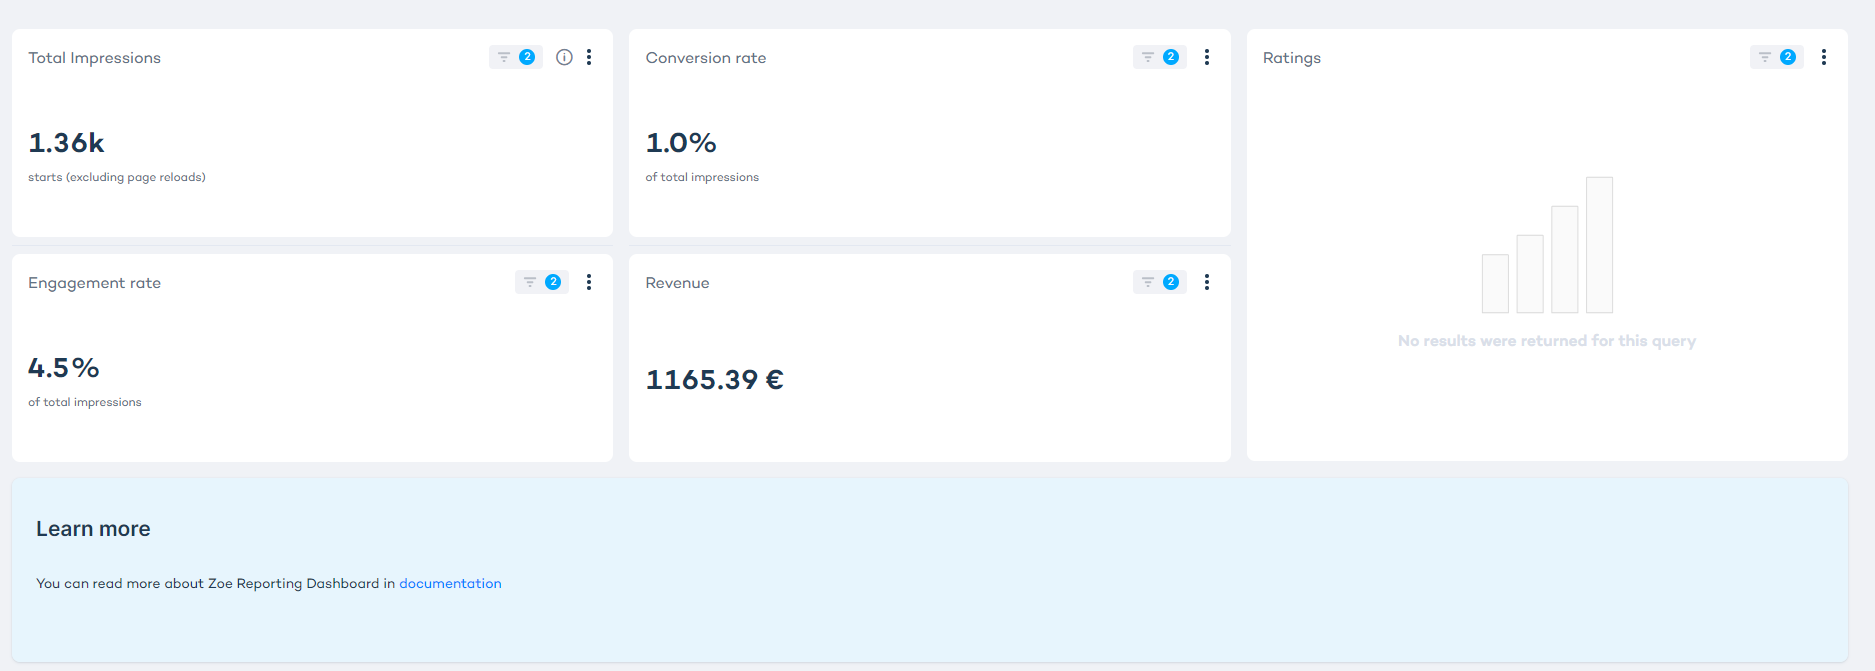 Total Impressions
2
1.36k
starts (excluding page reloads)
Conversion rate
2
1.0%
of total impressions
Ratings
2
No results were returned for this query
Engagement rate
2
4.5%
of total impressions
Revenue
2
1165.39 €
Learn more
You can read more about Zoe Reporting Dashboard in documentation